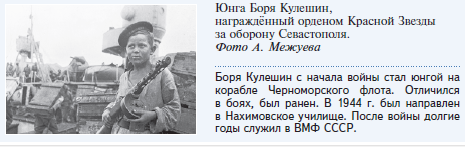 Юнга Боря Кулешин,
награждённый орденом Красной Звезды
за оборону Севастополя.
Фото А. Межуева
Боря Кулешин с начала войны стал юнгой на
корабле Черноморского флота. Отличился
в боях, был ранен. В 1944 г. был направлен
в Нахимовское училище. После войны долгие
годы служил в ВМФ СССР.